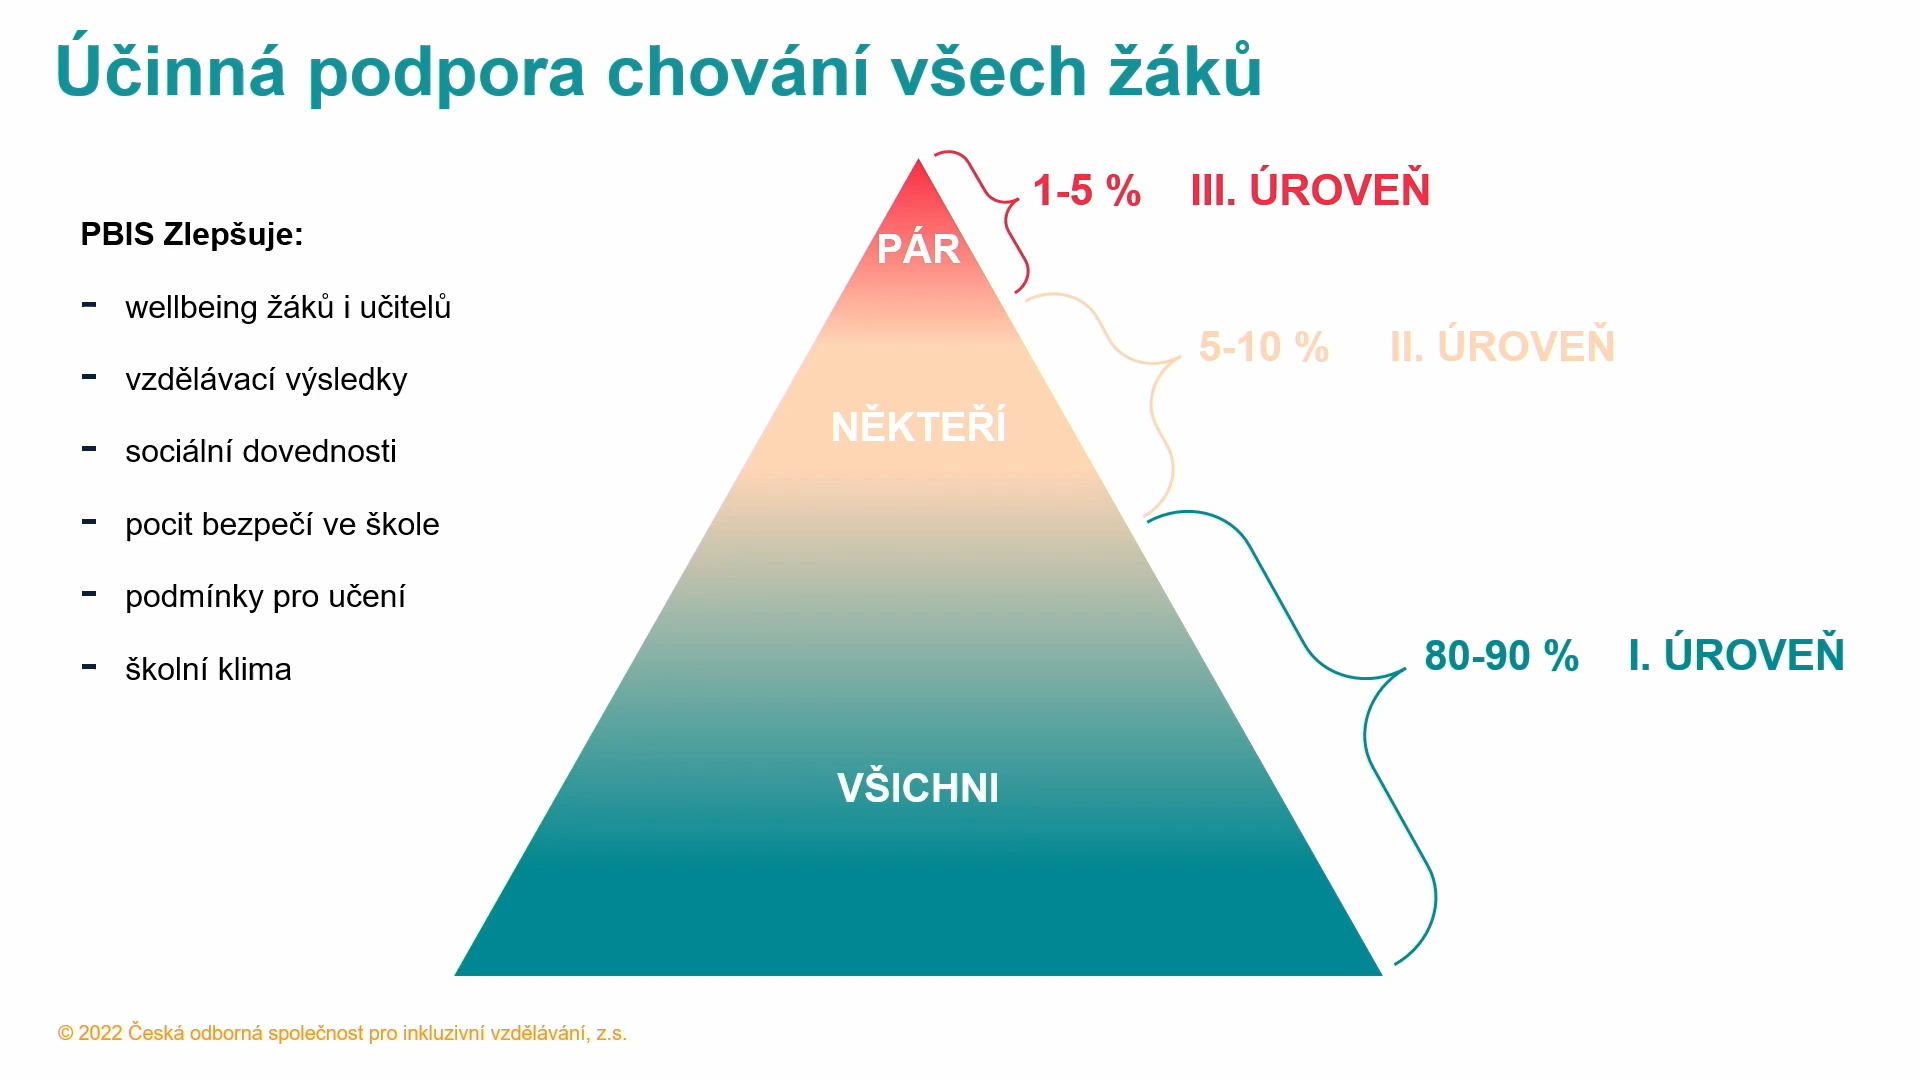 Účinná podpora chování všech žáků
PBIS Zlepšuje:
- wellbeing žáků i učitelů
- vzdělávací výsledky
- sociální dovednosti
- pocit bezpečí ve škole
- podmínky pro učení
- školní klima
PÁR
1-5 % III. ÚROVEŇ
NĚKTEŘÍ
5-10 % II. ÚROVEŇ
VŠICHNI
80-90 % I. ÚROVEŇ
© 2022 Česká odborná společnost pro inkluzivní vzdělávání, z.s.